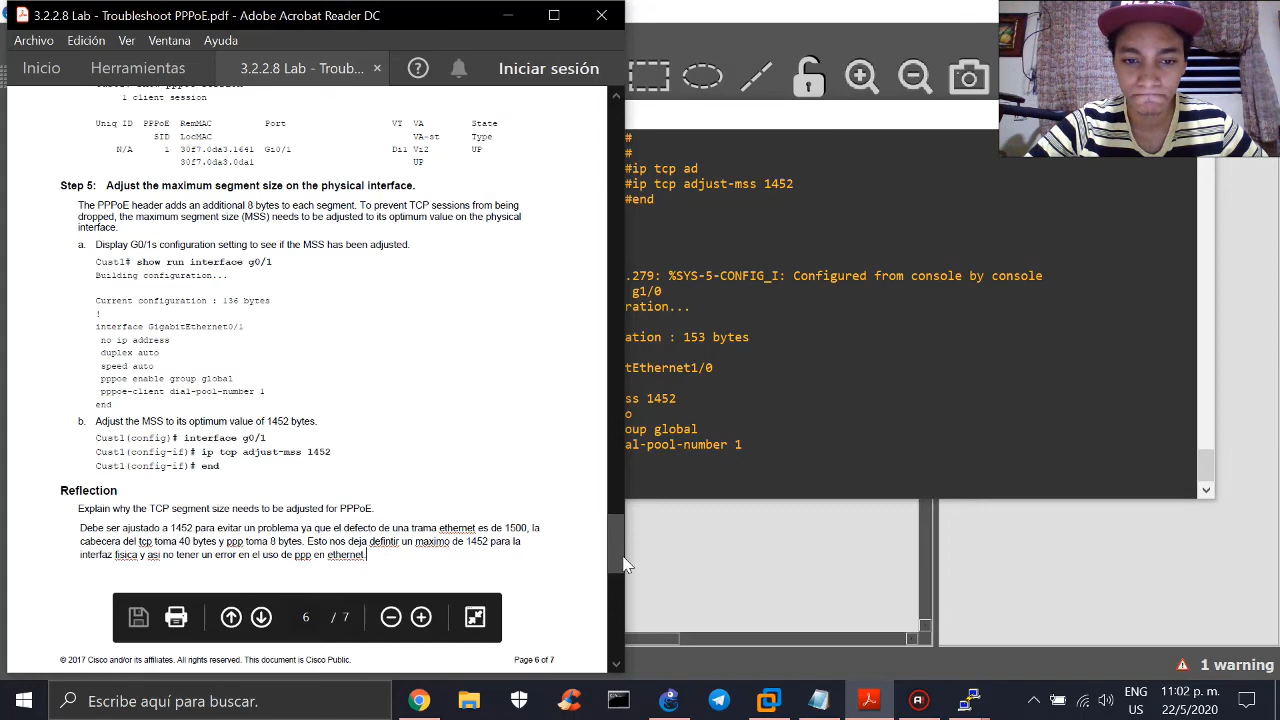 3.2.2.8 Lab - Troubleshoot PPPoE.pdf - Adobe Acrobat Reader DC
Archivo Edición Ver Ventana Ayuda
Inicio Herramientas 3.2.2.8 Lab - Troub... Iniciar sesión
1 client session
Uniq ID PPPoE RemMAC Port VT VA State
SID LocMAC VA-st Type
N/A 1 30f7.0da3.1641 Gi0/1 Di1 Vi2 UP
30f7.0da3.0da1 UP
Step 5: Adjust the maximum segment size on the physical interface.
The PPPoE header adds an additional 8 bytes to each segment. To prevent TCP sessions from being
dropped, the maximum segment size (MSS) needs to be adjusted to its optimum value on the physical
interface.
a. Display G0/1s configuration setting to see if the MSS has been adjusted.
Cust1# show run interface g0/1
Building configuration...
Current configuration : 136 bytes
!
interface GigabitEthernet0/1
no ip address
duplex auto
speed auto
pppoe enable group global
pppoe-client dial-pool-number 1
end
b. Adjust the MSS to its optimum value of 1452 bytes.
Cust1(config)# interface g0/1
Cust1(config-if)# ip tcp adjust-mss 1452
Cust1(config-if)# end
Reflection
Explain why the TCP segment size needs to be adjusted for PPPoE.
Debe ser ajustado a 1452 para evitar un problema ya que el defecto de una trama ethernet es de 1500, la
cabecera del tcp toma 40 bytes y ppp toma 8 bytes. Esto nos deja defintir un maximo de 1452 para la
interfaz fisica y asi no tener un error en el uso de ppp en ethernet.
6 / 7
© 2017 Cisco and/or its affiliates. All rights reserved. This document is Cisco Public. Page 6 of 7
#
#
#ip tcp ad
#ip tcp adjust-mss 1452
#end
.279: %SYS-5-CONFIG_I: Configured from console by console
g1/0
ration...
ation : 153 bytes
tEthernet1/0
ss 1452
o
oup global
al-pool-number 1
1 warning
Escribe aquí para buscar.
ENG
US
11:02 p. m.
22/5/2020